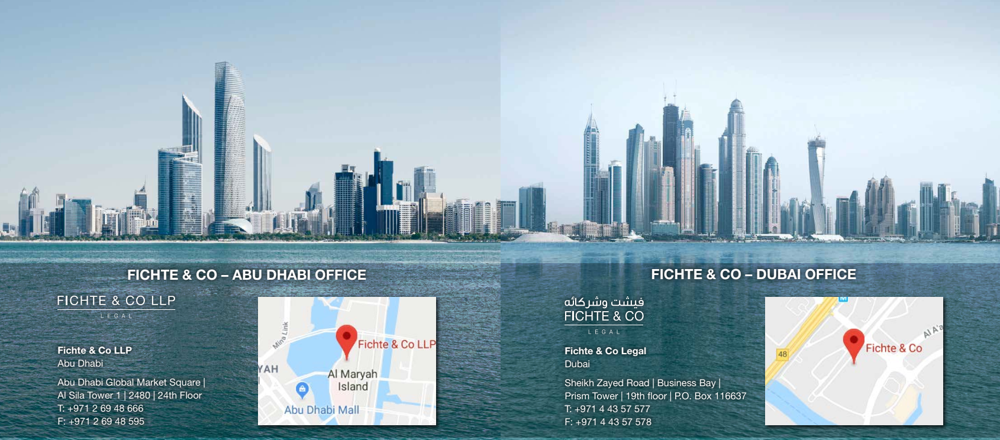 FICHTE & CO – ABU DHABI OFFICE
FICHTE & CO LLP
LEGAL
Fichte & Co LLP
Abu Dhabi
Abu Dhabi Global Market Square |
Al Sila Tower 1 | 2480 | 24th Floor
T: +971 2 69 48 666
F: +971 2 69 48 595
Mina Link
Fichte & Co LLP
YAH
Al Maryah
Island
Abu Dhabi Mall
FICHTE & CO – DUBAI OFFICE
فيشت وشركائه
FICHTE & CO
LEGAL
Fichte & Co Legal
Dubai
Sheikh Zayed Road | Business Bay |
Prism Tower | 19th floor | P.O. Box 116637
T: +971 4 43 57 577
F: +971 4 43 57 578
M
Al A'a
48
Fichte & Co